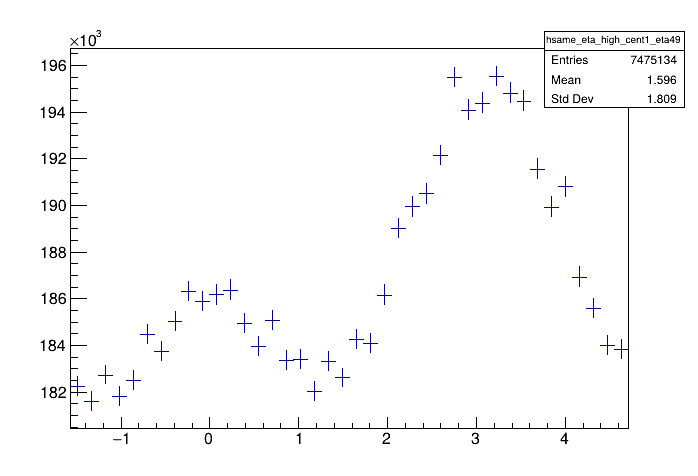 ×10³
hsame_eta_high_cent1_eta49
Entries 7475134
Mean 1.596
Std Dev 1.809
196
194
192
190
188
186
184
182
−1 0 1 2 3 4